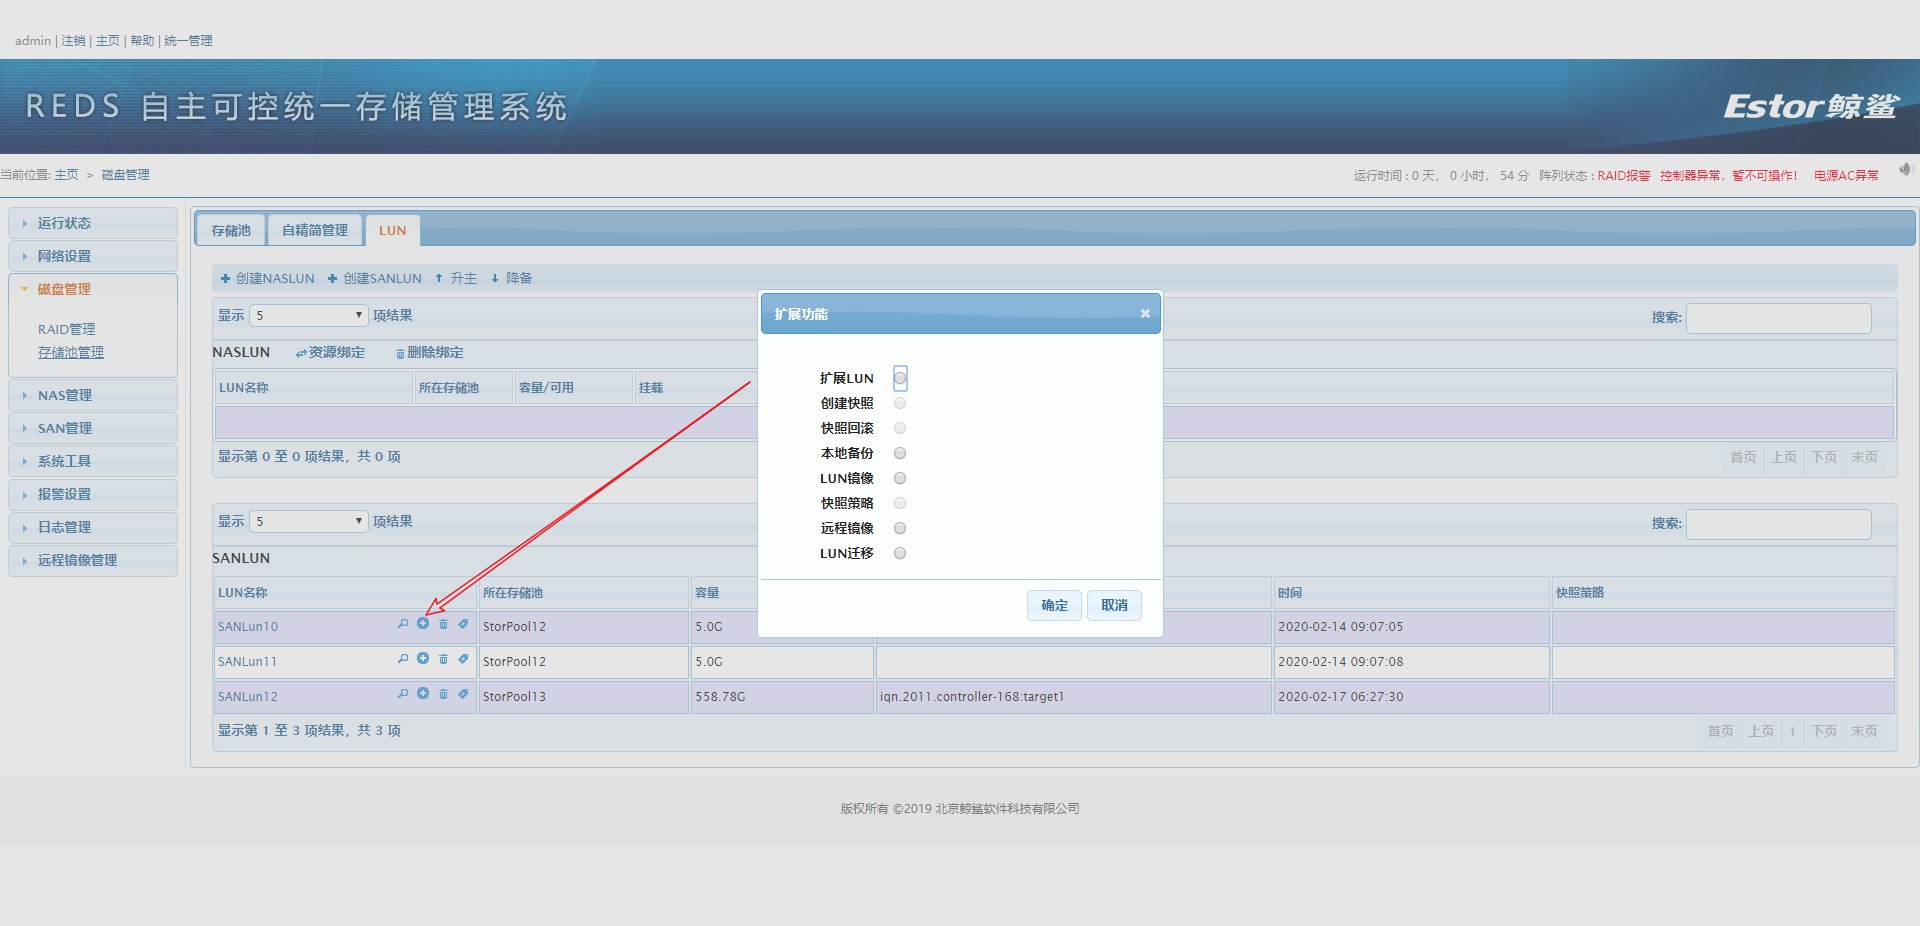 admin | 注销 | 主页 | 帮助 | 统一管理
REDS 自主可控统一存储管理系统
Estor鲸鲨
当前位置: 主页 > 磁盘管理
运行时间 : 0 天， 0 小时， 54 分 阵列状态 : RAID报警 控制器异常，暂不可操作! 电源AC异常
运行状态
网络设置
磁盘管理
RAID管理
存储池管理
NAS管理
SAN管理
系统工具
报警设置
日志管理
远程镜像管理
存储池 自精简管理 LUN
创建NASLUN 创建SANLUN 升主 降备
显示 5 项结果
搜索:
NASLUN 资源绑定 删除绑定
LUN名称 所在存储池 容量/可用 挂载
显示第 0 至 0 项结果，共 0 项
首页 上页 下页 末页
显示 5 项结果
搜索:
SANLUN
LUN名称 所在存储池 容量 时间 快照策略
SANLun10 StorPool12 5.0G 2020-02-14 09:07:05
SANLun11 StorPool12 5.0G 2020-02-14 09:07:08
SANLun12 StorPool13 558.78G iqn.2011.controller-168:target1 2020-02-17 06:27:30
显示第 1 至 3 项结果，共 3 项
首页 上页 1 下页 末页
扩展功能
扩展LUN
创建快照
快照回滚
本地备份
LUN镜像
快照策略
远程镜像
LUN迁移
确定 取消
版权所有 ©2019 北京鲸鲨软件科技有限公司